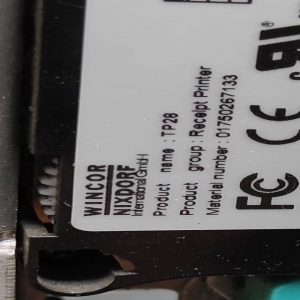 WINCOR
NIXDORF
International GmbH
Product name : TP28
Product group : Receipt Printer
Material number : 01750267133
FC CE